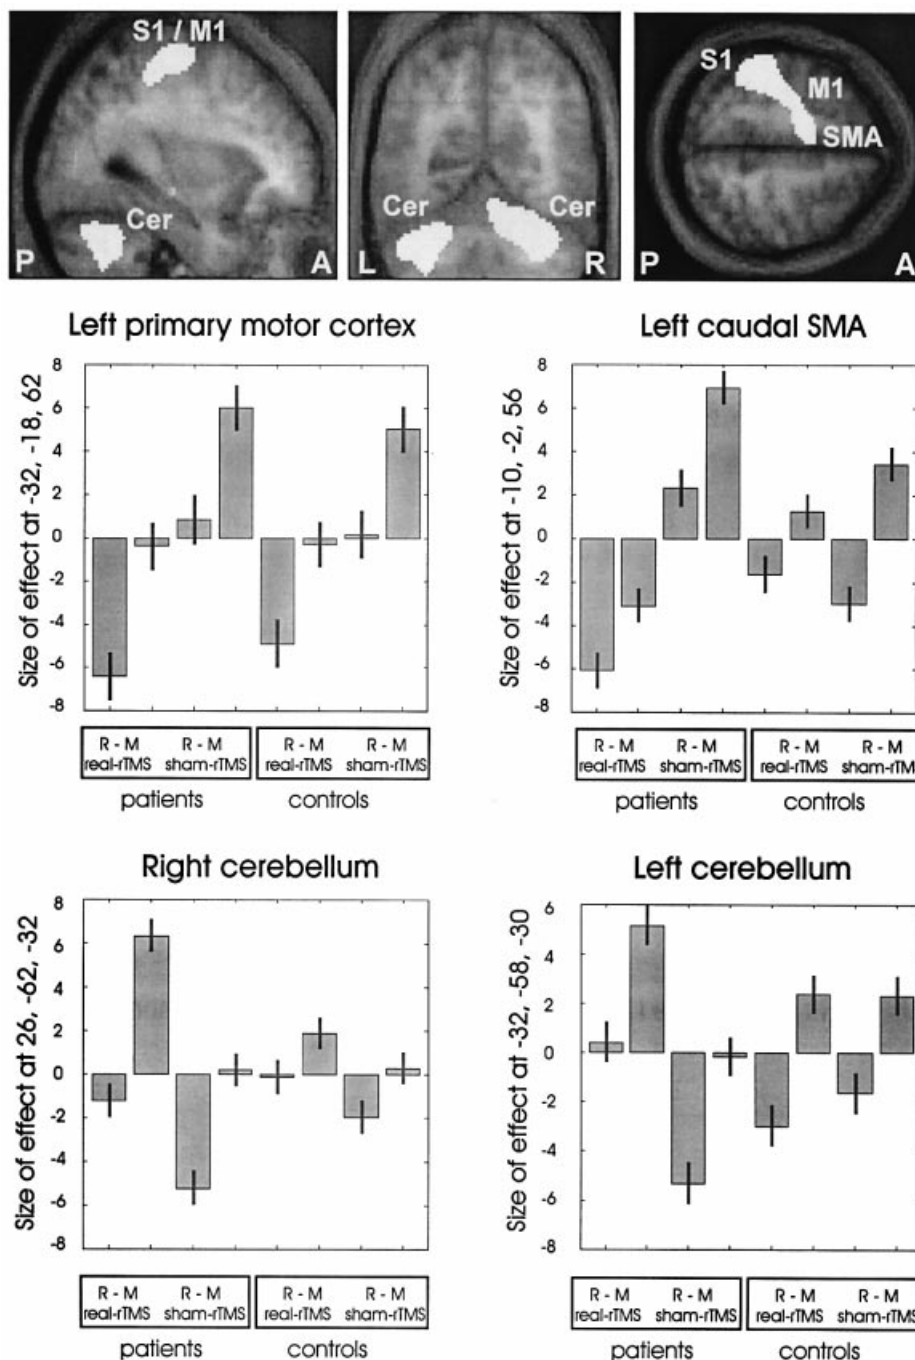 S1 / M1
Cer
P A
Cer Cer
L R
S1
M1
SMA
P A
Left primary motor cortex
Size of effect at -32, -18, 62
8
6
4
2
0
-2
-4
-6
-8
R - M R - M R - M R - M
real-rTMS sham-rTMS real-rTMS sham-rTMS
patients controls
Left caudal SMA
Size of effect at -10, -2, 56
8
6
4
2
0
-2
-4
-6
-8
R - M R - M R - M R - M
real-rTMS sham-rTMS real-rTMS sham-rTM
patients controls
Right cerebellum
Size of effect at 26, -62, -32
8
6
4
2
0
-2
-4
-6
-8
R - M R - M R - M R - M
real-rTMS sham-rTMS real-rTMS sham-rTMS
patients controls
Left cerebellum
Size of effect at -32, -58, -30
6
4
2
0
-2
-4
-6
-8
R - M R - M R - M R - M
real-rTMS sham-rTMS real-rTMS sham-rTM
patients controls